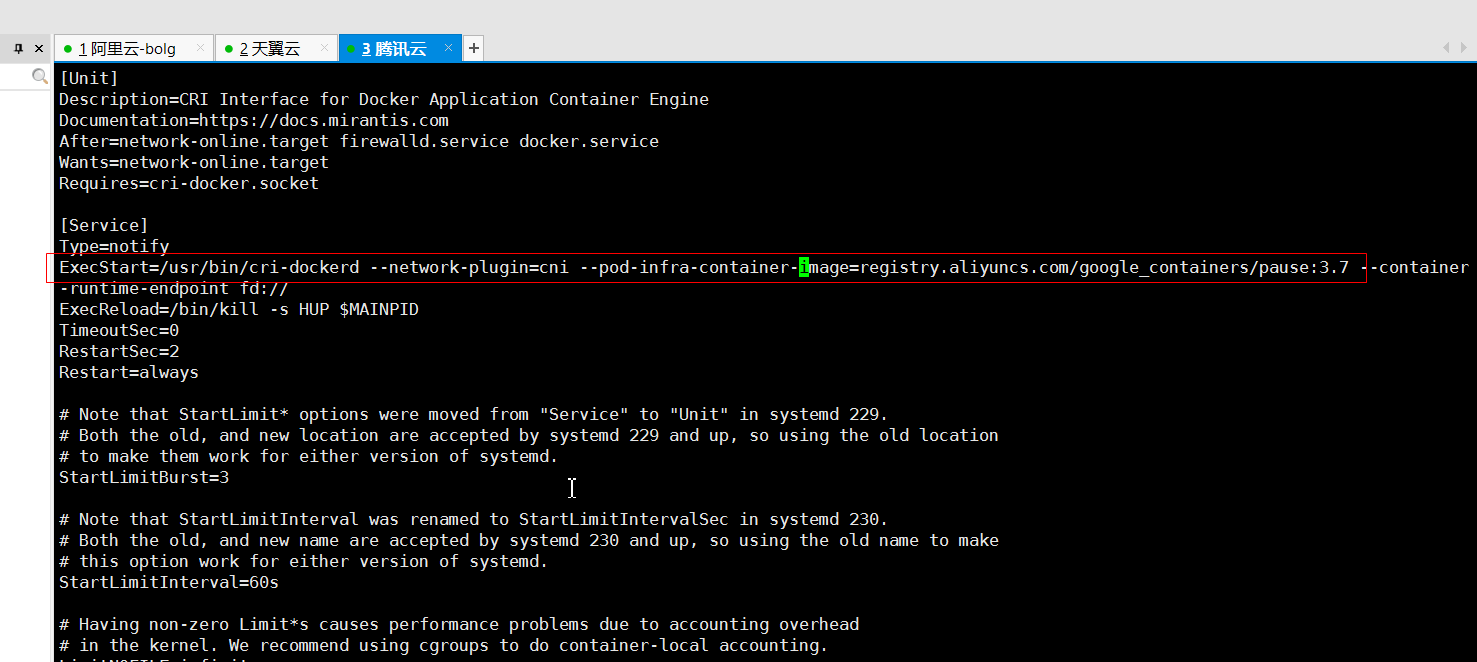 1 阿里云-bolg
2 天翼云
3 腾讯云
[Unit]
Description=CRI Interface for Docker Application Container Engine
Documentation=https://docs.mirantis.com
After=network-online.target firewalld.service docker.service
Wants=network-online.target
Requires=cri-docker.socket
[Service]
Type=notify
ExecStart=/usr/bin/cri-dockerd --network-plugin=cni --pod-infra-container-image=registry.aliyuncs.com/google_containers/pause:3.7 --container
-runtime-endpoint fd://
ExecReload=/bin/kill -s HUP $MAINPID
TimeoutSec=0
RestartSec=2
Restart=always
# Note that StartLimit* options were moved from "Service" to "Unit" in systemd 229.
# Both the old, and new location are accepted by systemd 229 and up, so using the old location
# to make them work for either version of systemd.
StartLimitBurst=3
# Note that StartLimitInterval was renamed to StartLimitIntervalSec in systemd 230.
# Both the old, and new name are accepted by systemd 230 and up, so using the old name to make
# this option work for either version of systemd.
StartLimitInterval=60s
# Having non-zero Limit*s causes performance problems due to accounting overhead
# in the kernel. We recommend using cgroups to do container-local accounting.